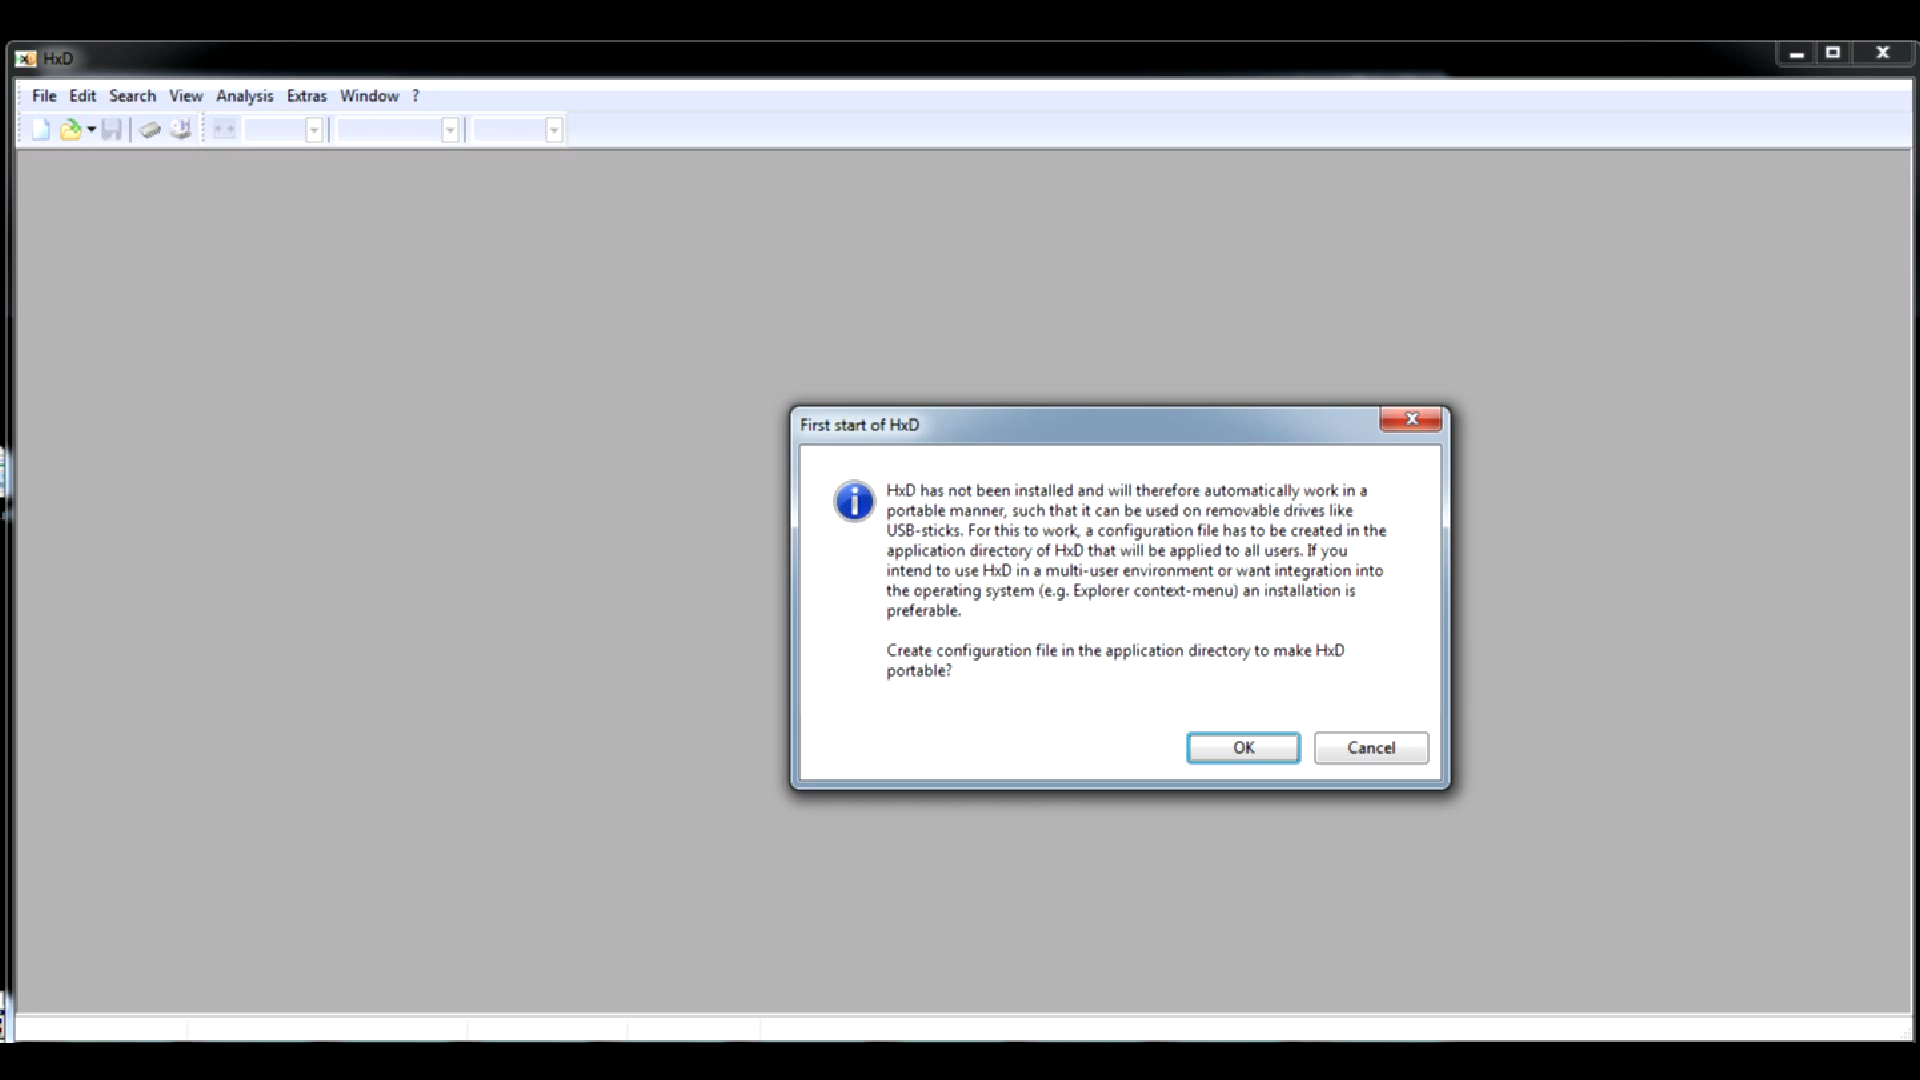 HxD
File Edit Search View Analysis Extras Window ?
First start of HxD
HxD has not been installed and will therefore automatically work in a
portable manner, such that it can be used on removable drives like
USB-sticks. For this to work, a configuration file has to be created in the
application directory of HxD that will be applied to all users. If you
intend to use HxD in a multi-user environment or want integration into
the operating system (e.g. Explorer context-menu) an installation is
preferable.
Create configuration file in the application directory to make HxD
portable?
OK Cancel